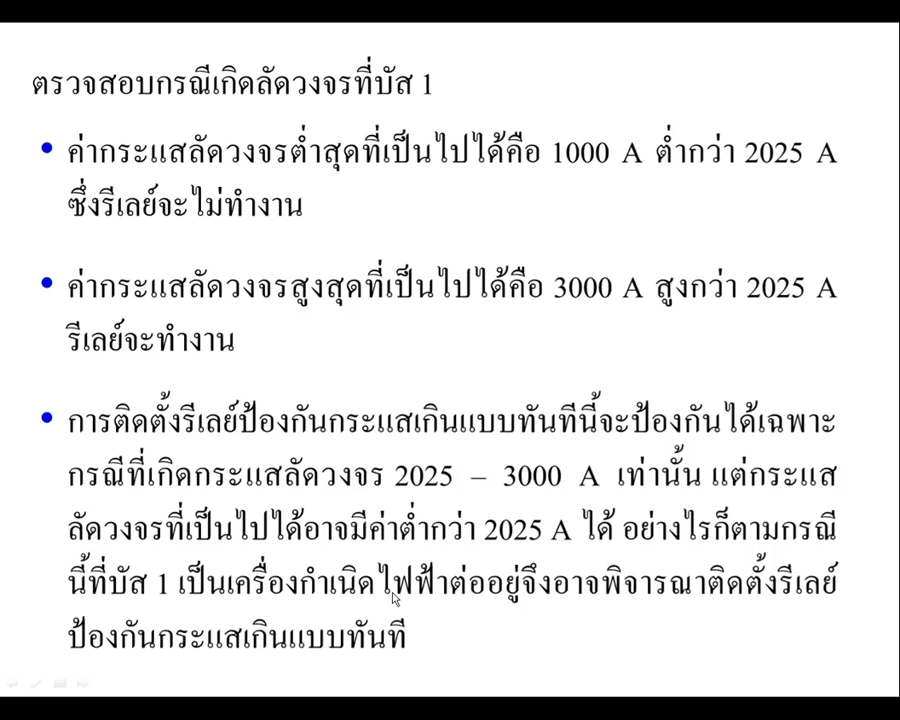 ตรวจสอบกรณีเกิดลัดวงจรที่บัส 1
• ค่ากระแสลัดวงจรต่ำสุดที่เป็นไปได้คือ 1000 A ต่ำกว่า 2025 A
ซึ่งรีเลย์จะไม่ทำงาน
• ค่ากระแสลัดวงจรสูงสุดที่เป็นไปได้คือ 3000 A สูงกว่า 2025 A
รีเลย์จะทำงาน
• การติดตั้งรีเลย์ป้องกันกระแสเกินแบบทันทีนี้จะป้องกันได้เฉพาะ
กรณีที่เกิดกระแสลัดวงจร 2025 – 3000 A เท่านั้น แต่กระแส
ลัดวงจรที่เป็นไปได้อาจมีค่าต่ำกว่า 2025 A ได้ อย่างไรก็ตามกรณี
นี้ที่บัส 1 เป็นเครื่องกำเนิดไฟฟ้าต่ออยู่จึงอาจพิจารณาติดตั้งรีเลย์
ป้องกันกระแสเกินแบบทันที